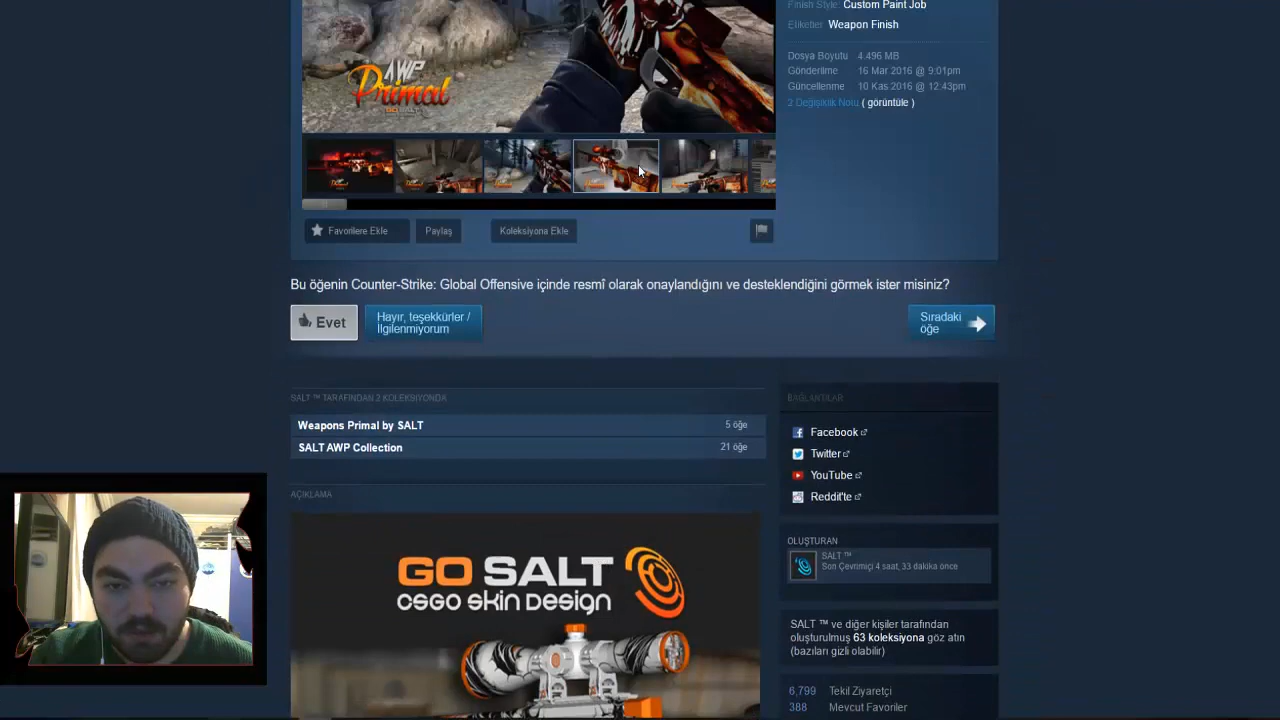 Finish Style: Custom Paint Job
Etiketler: Weapon Finish
Dosya Boyutu 4.496 MB
Gönderilme 16 Mar 2016 @ 9:01pm
Güncellenme 10 Kas 2016 @ 12:43pm
2 Değişiklik Notu ( görüntüle )
AWP
Primal
GO SALT
Favorilere Ekle
Paylaş
Koleksiyona Ekle
Bu öğenin Counter-Strike: Global Offensive içinde resmî olarak onaylandığını ve desteklendiğini görmek ister misiniz?
Evet
Hayır, teşekkürler /
İlgilenmiyorum
Sıradaki
öğe
SALT ™ TARAFINDAN 2 KOLEKSİYONDA
Weapons Primal by SALT 5 öğe
SALT AWP Collection 21 öğe
AÇIKLAMA
GO SALT
CSGO SKIN DESIGN
BAĞLANTILAR
Facebook
Twitter
YouTube
Reddit'te
OLUŞTURAN
SALT ™
Son Çevrimiçi 4 saat, 33 dakika önce
SALT ™ ve diğer kişiler tarafından
oluşturulmuş 63 koleksiyona göz atın
(bazıları gizli olabilir)
6,799 Tekil Ziyaretçi
388 Mevcut Favoriler